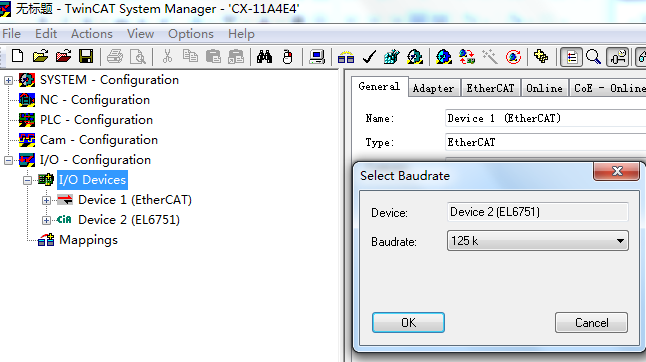 无标题 - TwinCAT System Manager - 'CX-11A4E4'
File Edit Actions View Options Help
SYSTEM - Configuration
NC - Configuration
PLC - Configuration
Cam - Configuration
I/O - Configuration
I/O Devices
Device 1 (EtherCAT)
CiA Device 2 (EL6751)
Mappings
General Adapter EtherCAT Online CoE - Online
Name: Device 1 (EtherCAT)
Type: EtherCAT
Select Baudrate
Device: Device 2 (EL6751)
Baudrate: 125 k
OK Cancel